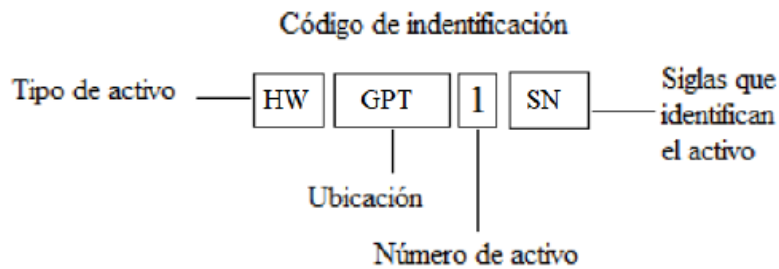 Código de indentificación
Tipo de activo
HW GPT 1 SN
Siglas que
identifican
el activo
Ubicación
Número de activo